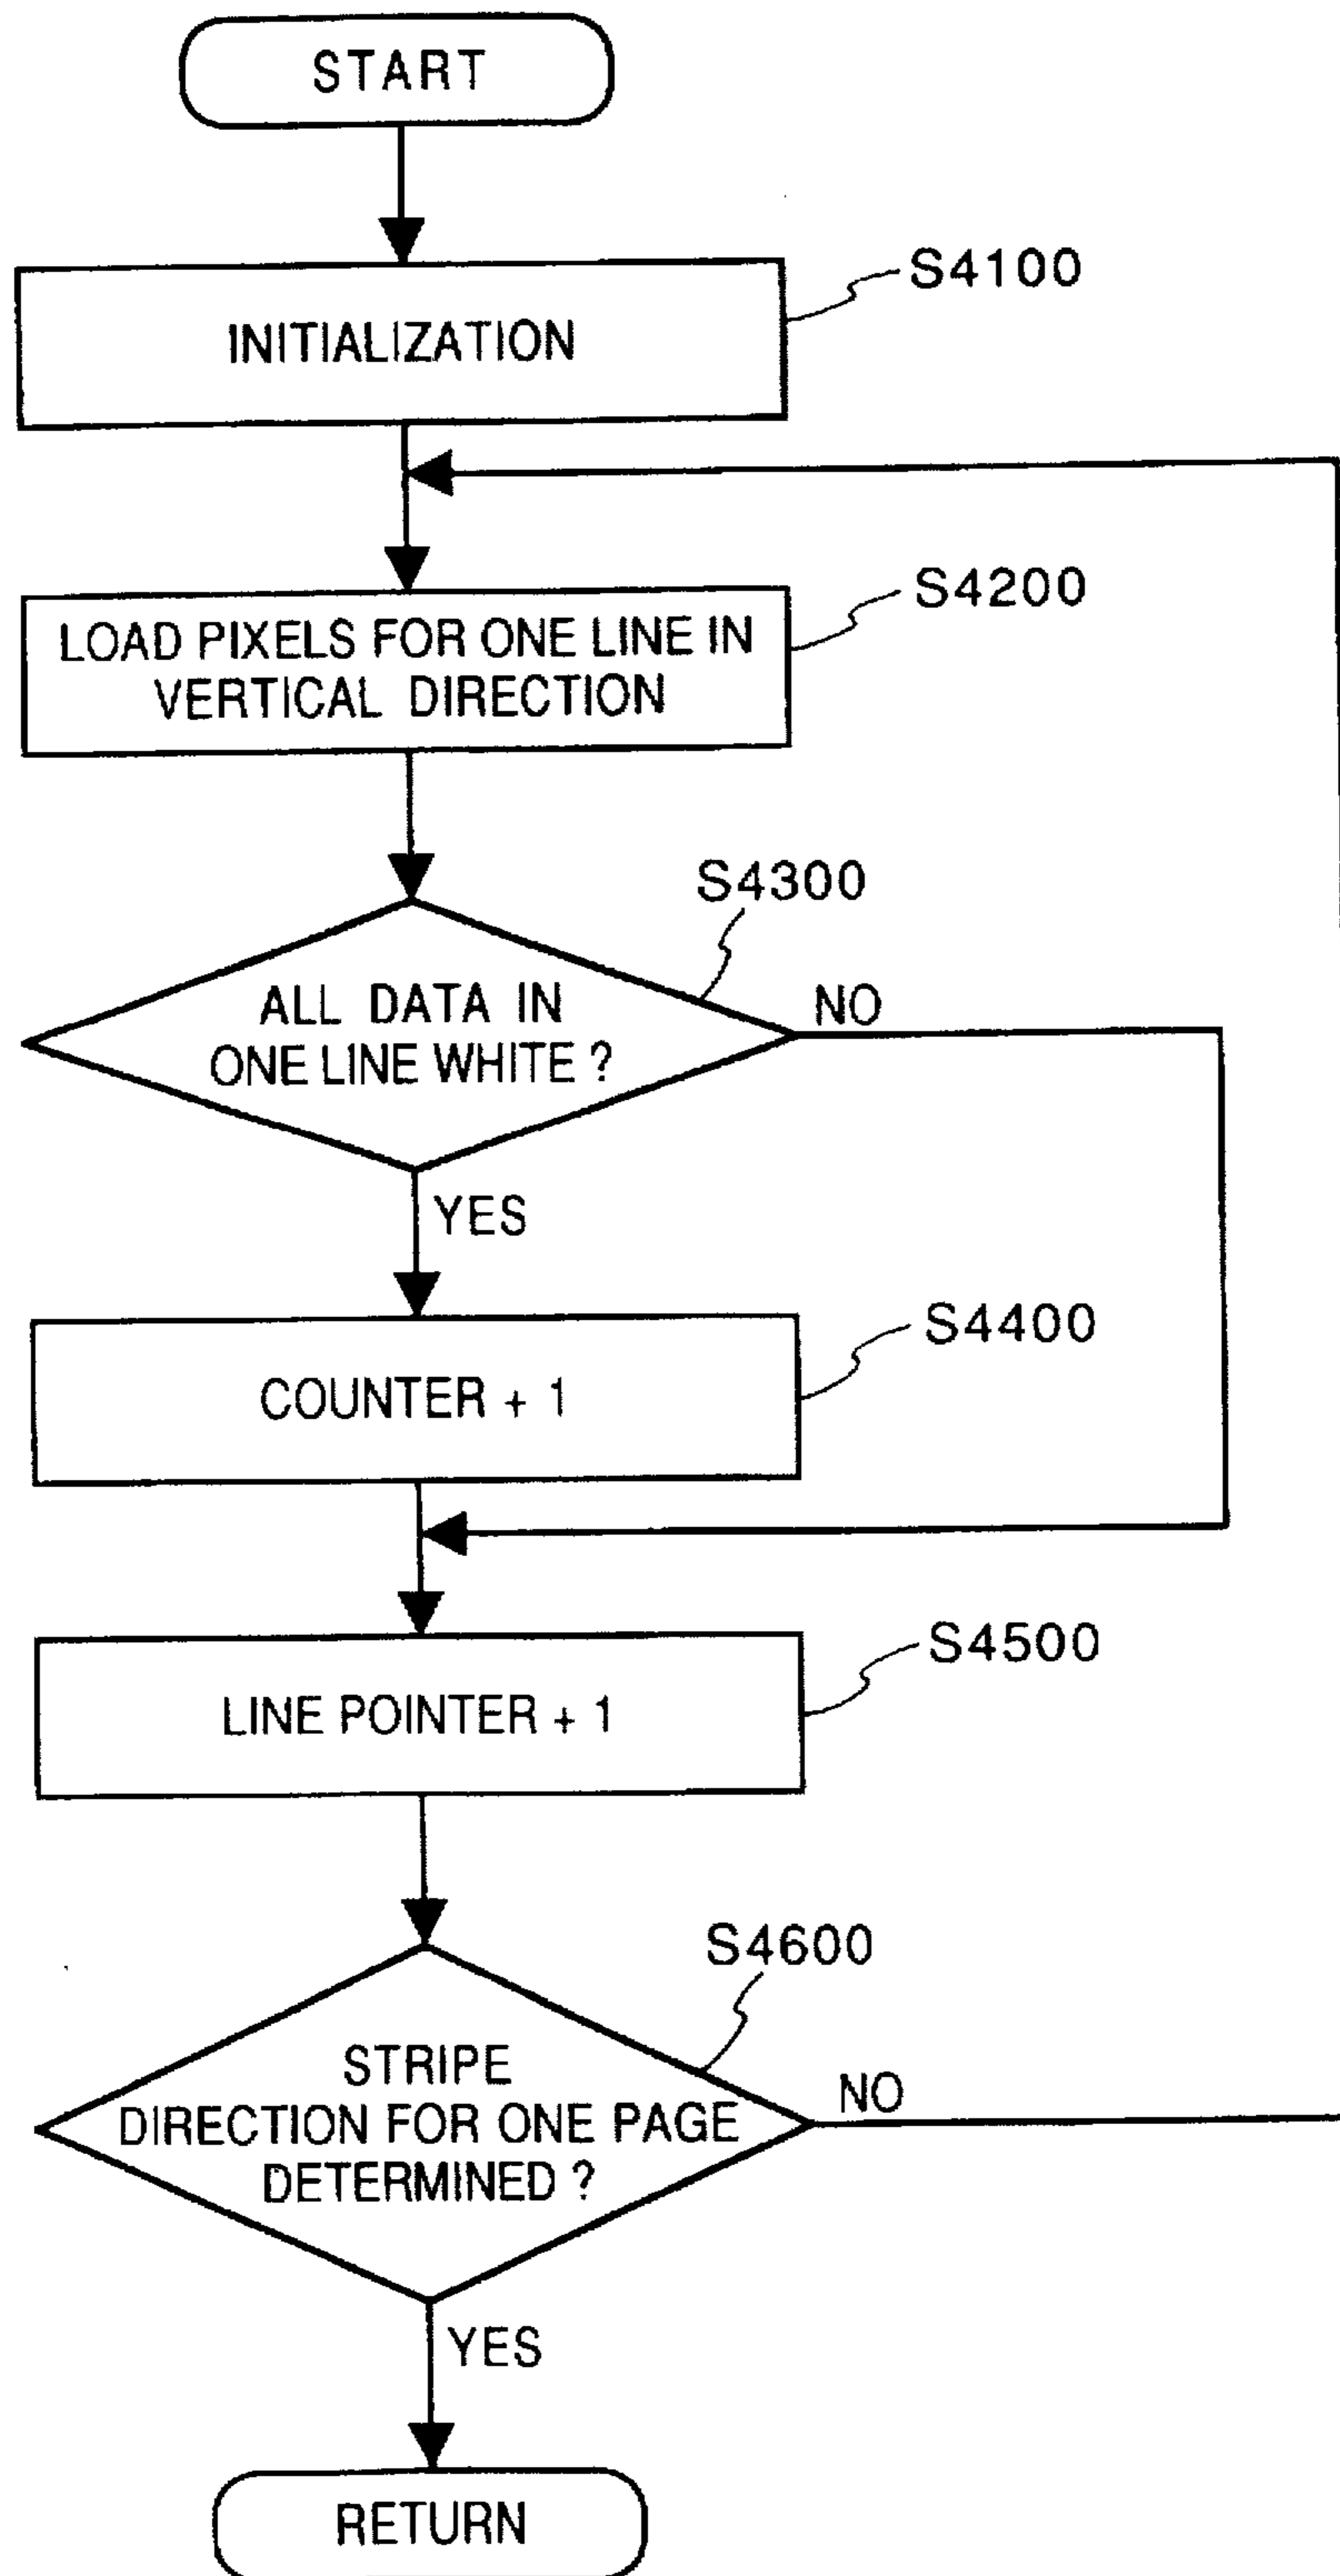 START
S4100
INITIALIZATION
S4200
LOAD PIXELS FOR ONE LINE IN
VERTICAL DIRECTION
S4300
ALL DATA IN
ONE LINE WHITE ?
NO
YES
S4400
COUNTER + 1
S4500
LINE POINTER + 1
S4600
STRIPE
DIRECTION FOR ONE PAGE
DETERMINED ?
NO
YES
RETURN